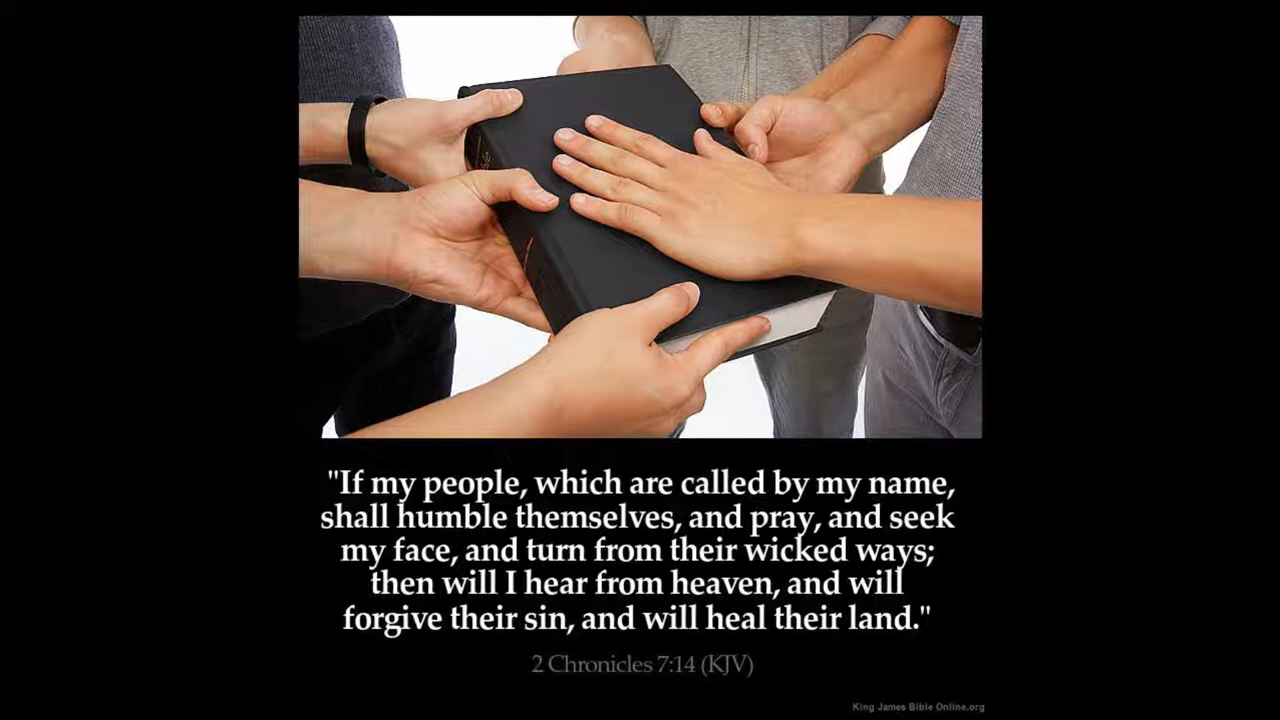 "If my people, which are called by my name,
shall humble themselves, and pray, and seek
my face, and turn from their wicked ways;
then will I hear from heaven, and will
forgive their sin, and will heal their land."
2 Chronicles 7:14 (KJV)
King James Bible Online.org